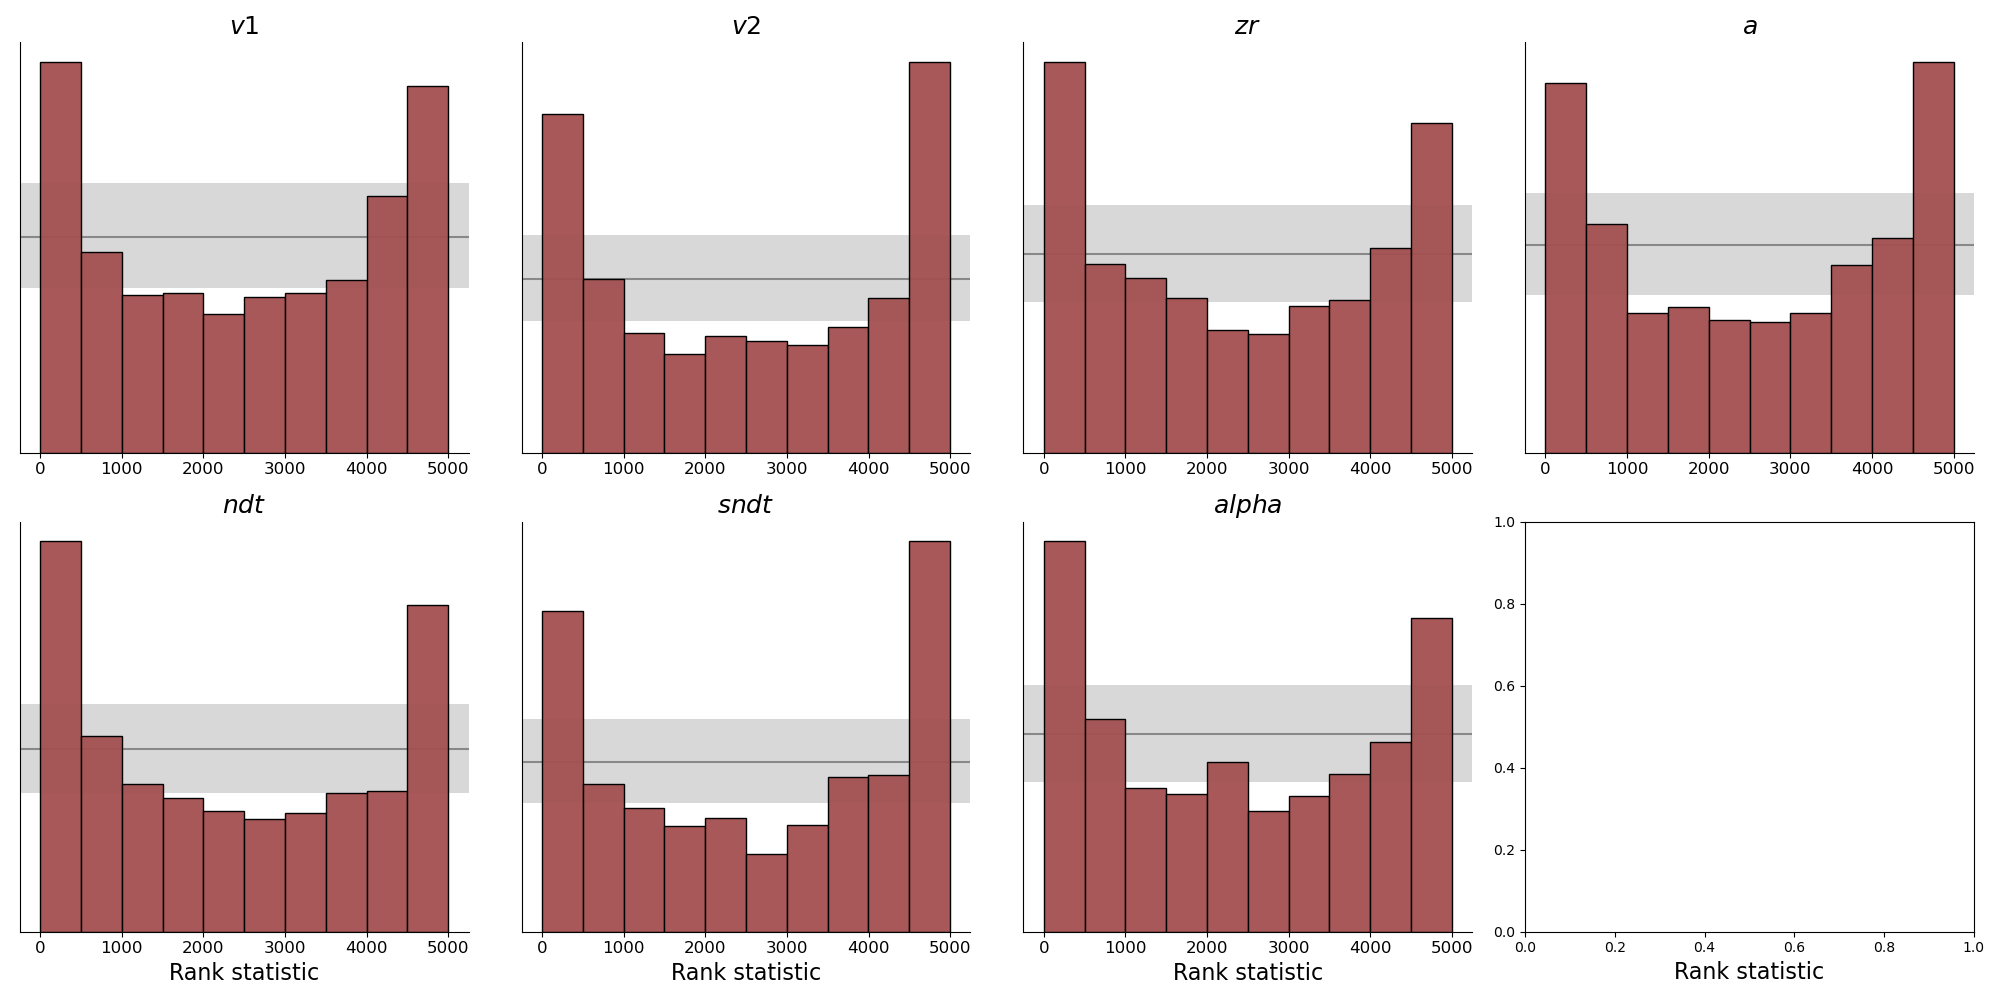 v1
v2
zr
a
0 1000 2000 3000 4000 5000
0 1000 2000 3000 4000 5000
0 1000 2000 3000 4000 5000
0 1000 2000 3000 4000 5000
ndt
sndt
alpha
1.0
0.8
0.6
0.4
0.2
0.0
0 1000 2000 3000 4000 5000
0 1000 2000 3000 4000 5000
0 1000 2000 3000 4000 5000
0.0 0.2 0.4 0.6 0.8 1.0
Rank statistic
Rank statistic
Rank statistic
Rank statistic